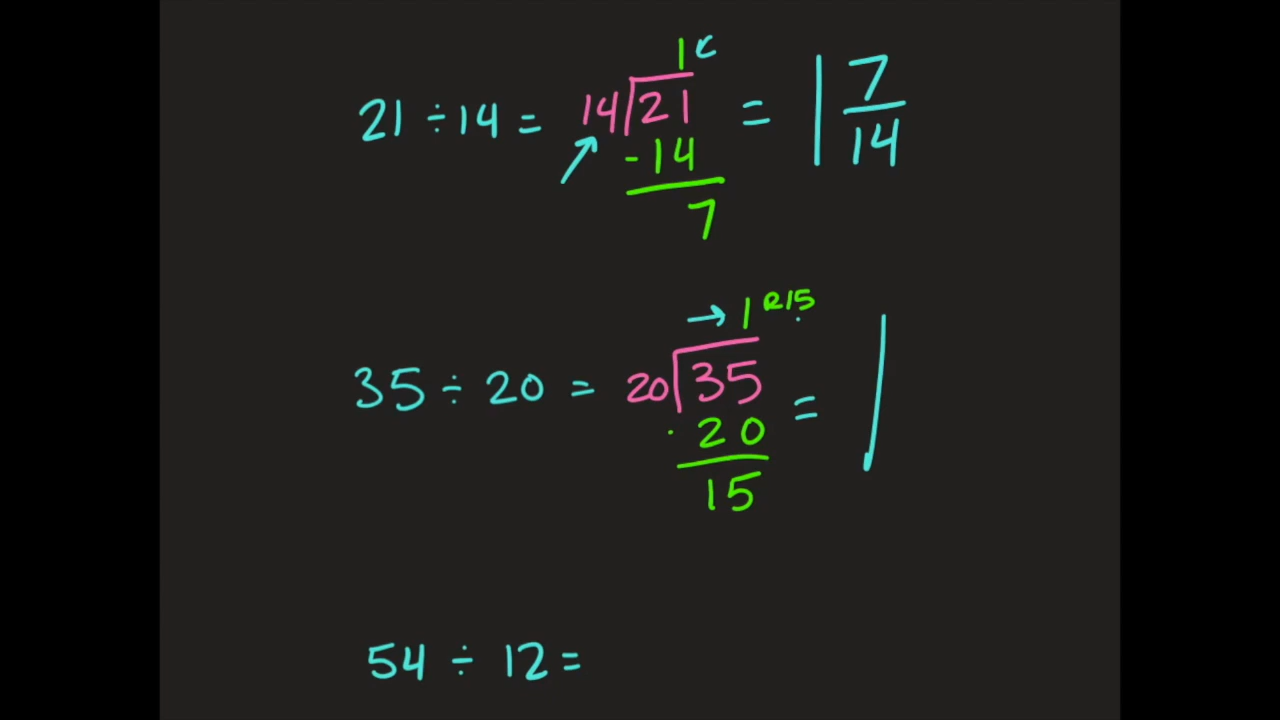 21 ÷ 14 = 14⟌21 = 1 7/14
1
- 14
7
1 R15
35 ÷ 20 = 20⟌35 = 1
- 20
15
54 ÷ 12 =